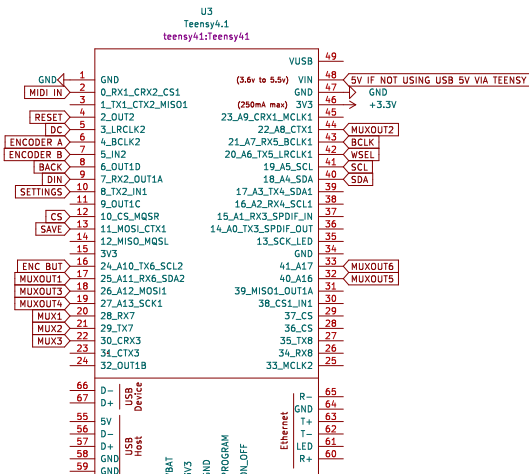 U3
Teensy4.1
teensy41:Teensy41
VUSB 49
GND 1 GND (3.6v to 5.5v) VIN 48 5V IF NOT USING USB 5V VIA TEENSY
MIDI IN 2 0_RX1_CRX2_CS1 GND 47 GND
3 1_TX1_CTX2_MISO1 (250mA max) 3V3 46 +3.3V
RESET 4 2_OUT2 23_A9_CRX1_MCLK1 45
DC 5 3_LRCLK2 22_A8_CTX1 44 MUXOUT2
ENCODER A 6 4_BCLK2 21_A7_RX5_BCLK1 43 BCLK
ENCODER B 7 5_IN2 20_A6_TX5_LRCLK1 42 WSEL
BACK 8 6_OUT1D 19_A5_SCL 41 SCL
DIN 9 7_RX2_OUT1A 18_A4_SDA 40 SDA
SETTINGS 10 8_TX2_IN1 17_A3_TX4_SDA1 39
11 9_OUT1C 16_A2_RX4_SCL1 38
CS 12 10_CS_MQSR 15_A1_RX3_SPDIF_IN 37
SAVE 13 11_MOSI_CTX1 14_A0_TX3_SPDIF_OUT 36
14 12_MISO_MQSL 13_SCK_LED 35
15 3V3 GND 34
ENC BUT 16 24_A10_TX6_SCL2 41_A17 33 MUXOUT6
MUXOUT1 17 25_A11_RX6_SDA2 40_A16 32 MUXOUT5
MUXOUT3 18 26_A12_MOSI1 39_MISO1_OUT1A 31
MUXOUT4 19 27_A13_SCK1 38_CS1_IN1 30
MUX1 20 28_RX7 37_CS 29
MUX2 21 29_TX7 36_CS 28
MUX3 22 30_CRX3 35_TX8 27
23 31_CTX3 34_RX8 26
24 32_OUT1B 33_MCLK2 25
66 D- USB Device R- 65
67 D+ GND 64
55 5V USB Host Ethernet T+ 63
56 D- T- 62
57 D+ LED 61
58 GND R+ 60
59 GND
VBAT
3V3
GND
PROGRAM
ON_OFF